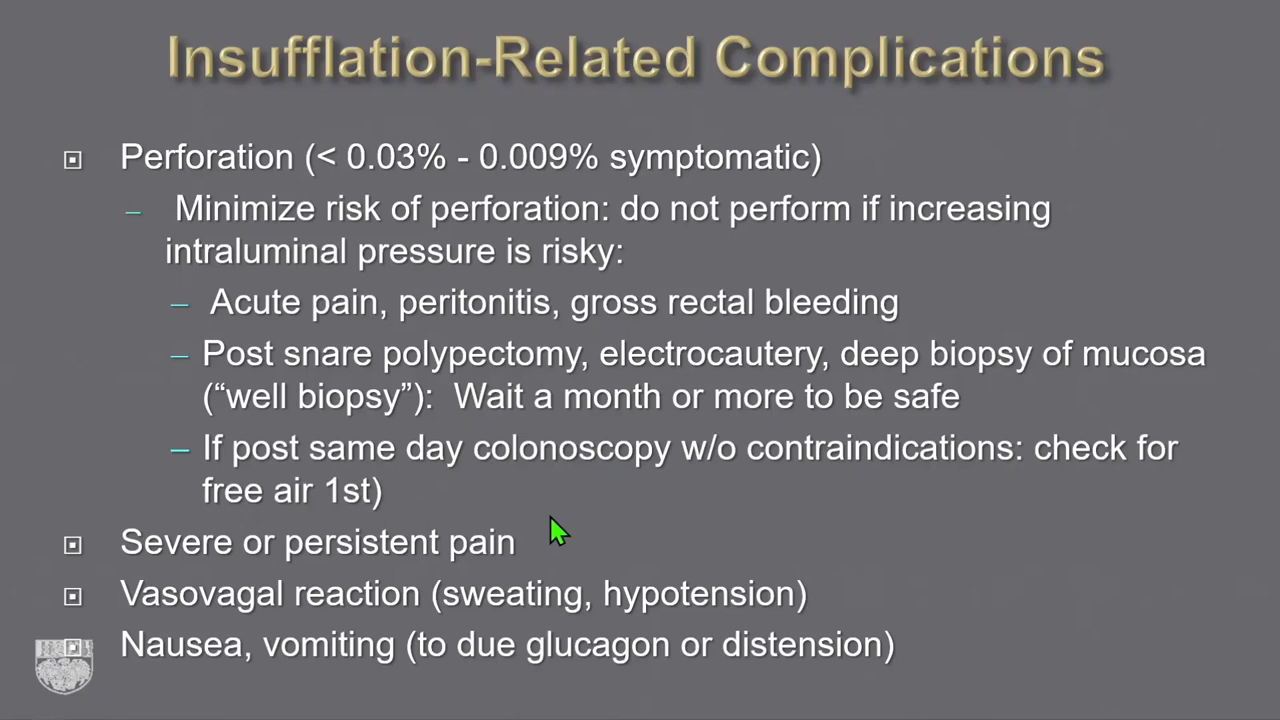 Insufflation-Related Complications
Perforation (< 0.03% - 0.009% symptomatic)
– Minimize risk of perforation: do not perform if increasing
intraluminal pressure is risky:
– Acute pain, peritonitis, gross rectal bleeding
– Post snare polypectomy, electrocautery, deep biopsy of mucosa
(“well biopsy”):  Wait a month or more to be safe
– If post same day colonoscopy w/o contraindications: check for
free air 1st)
Severe or persistent pain
Vasovagal reaction (sweating, hypotension)
Nausea, vomiting (to due glucagon or distension)